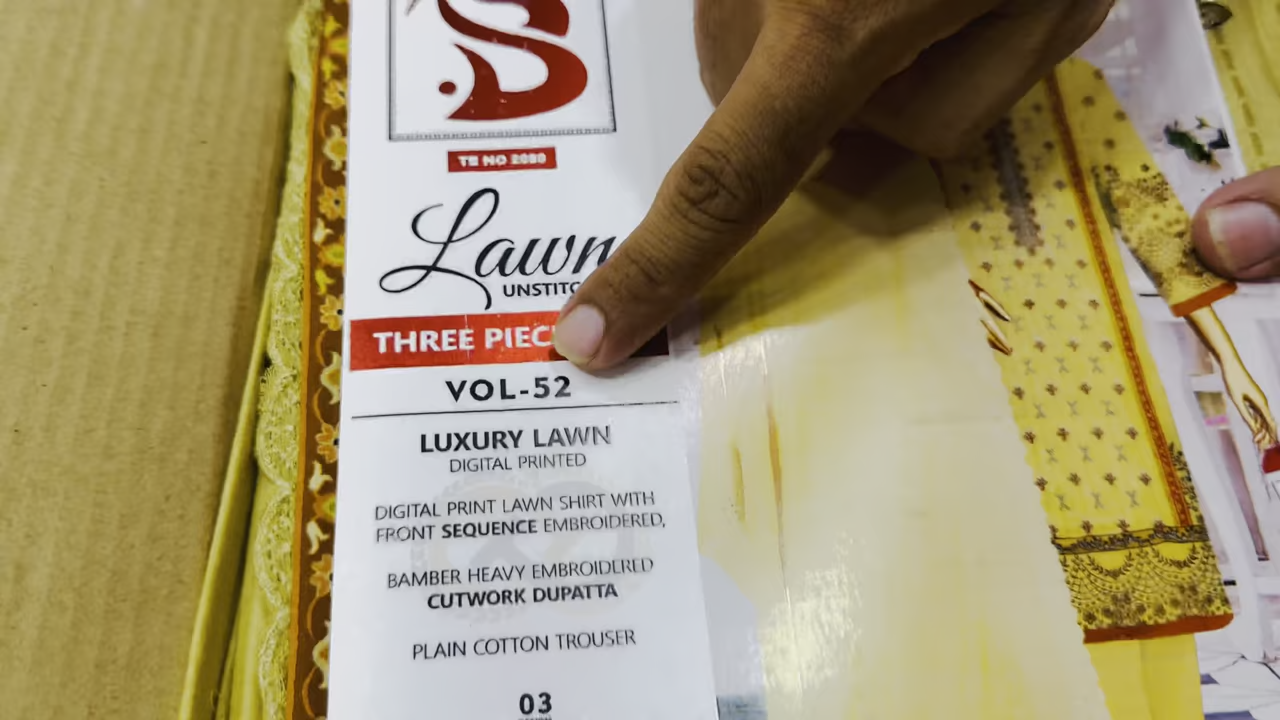 TE NO 2080
Lawn
THREE
VOL-52
LUXURY LAWN
DIGITAL PRINTED
DIGITAL PRINT LAWN SHIRT WITH
FRONT SEQUENCE EMBROIDERED,
BAMBER HEAVY EMBROIDERED
CUTWORK DUPATTA
PLAIN COTTON TROUSER
03